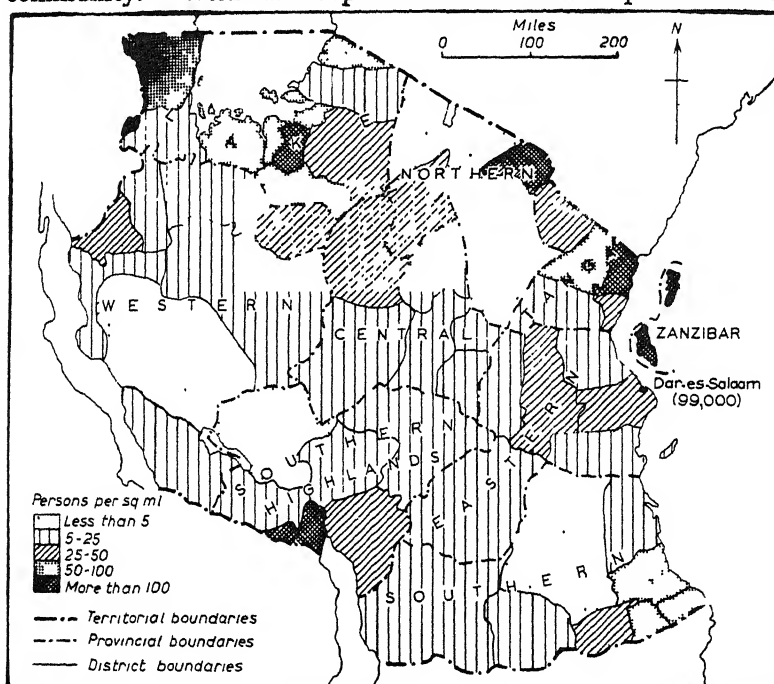 Miles
0 100 200
N
A K E
NORTHERN
WESTERN
CENTRAL
ZANZIBAR
Dar-es-Salaam
(99,000)
SOUTHERN
HIGHLANDS
EASTERN
SOUTHERN
Persons per sq ml
Less than 5
5-25
25-50
50-100
More than 100
Territorial boundaries
Provincial boundaries
District boundaries